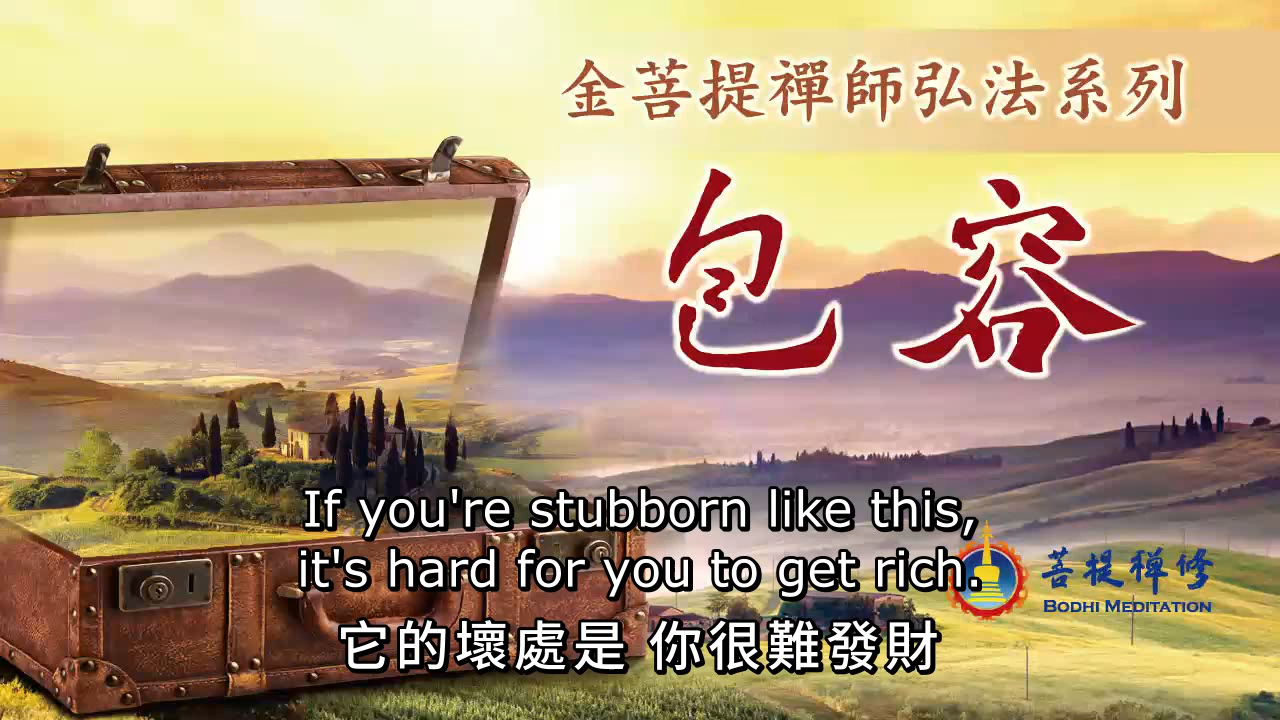 金菩提禪師弘法系列
包容
If you're stubborn like this,
it's hard for you to get rich.
它的壞處是 你很難發財
菩提禪修
BODHI MEDITATION